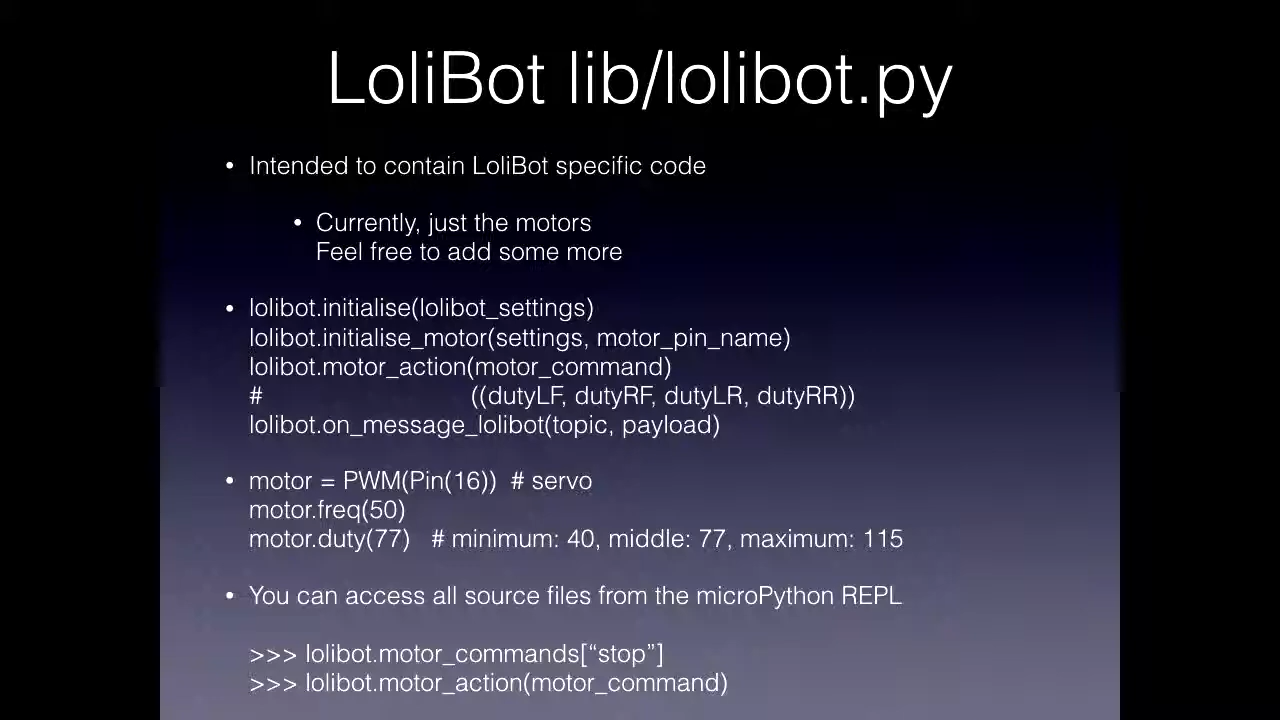 LoliBot lib/lolibot.py
• Intended to contain LoliBot specific code
• Currently, just the motors
Feel free to add some more
• lolibot.initialise(lolibot_settings)
lolibot.initialise_motor(settings, motor_pin_name)
lolibot.motor_action(motor_command)
# ((dutyLF, dutyRF, dutyLR, dutyRR))
lolibot.on_message_lolibot(topic, payload)
• motor = PWM(Pin(16)) # servo
motor.freq(50)
motor.duty(77) # minimum: 40, middle: 77, maximum: 115
• You can access all source files from the microPython REPL
>>> lolibot.motor_commands[“stop”]
>>> lolibot.motor_action(motor_command)